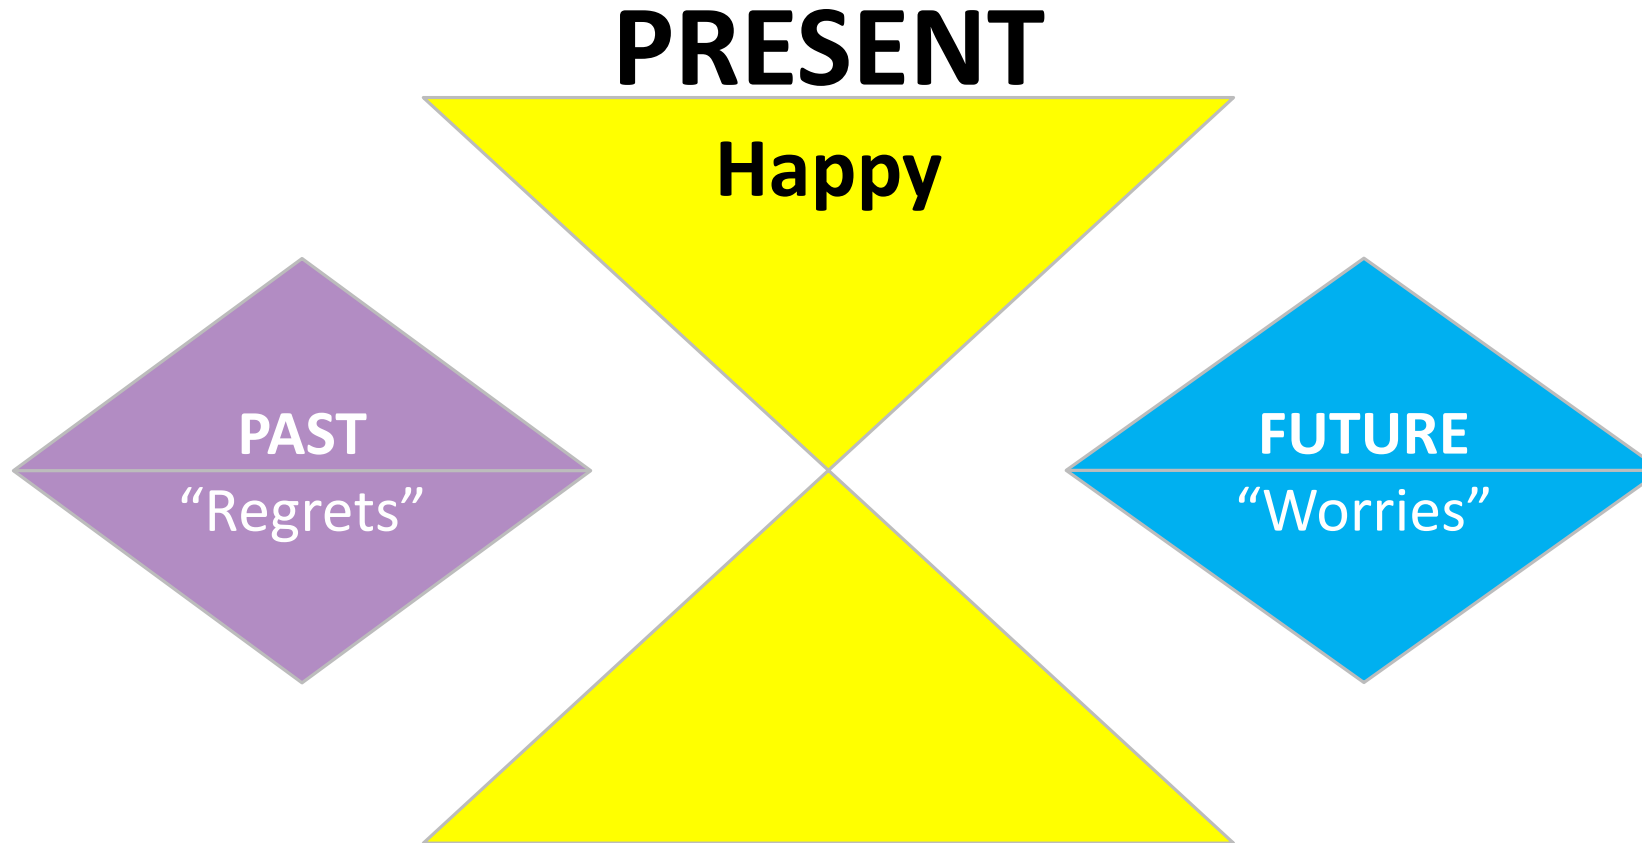 PRESENT
Happy
PAST
“Regrets”
FUTURE
“Worries”